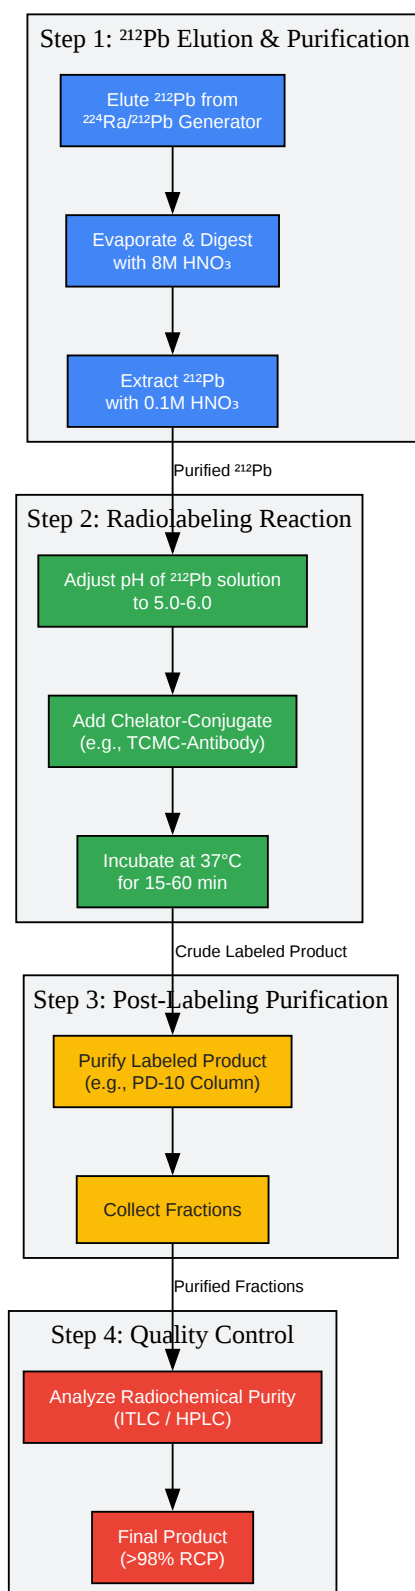 Step 1: ²¹²Pb Elution & Purification
Elute ²¹²Pb from
²²⁴Ra/²¹²Pb Generator
Evaporate & Digest
with 8M HNO₃
Extract ²¹²Pb
with 0.1M HNO₃
Purified ²¹²Pb
Step 2: Radiolabeling Reaction
Adjust pH of ²¹²Pb solution
to 5.0-6.0
Add Chelator-Conjugate
(e.g., TCMC-Antibody)
Incubate at 37°C
for 15-60 min
Crude Labeled Product
Step 3: Post-Labeling Purification
Purify Labeled Product
(e.g., PD-10 Column)
Collect Fractions
Purified Fractions
Step 4: Quality Control
Analyze Radiochemical Purity
(ITLC / HPLC)
Final Product
(>98% RCP)